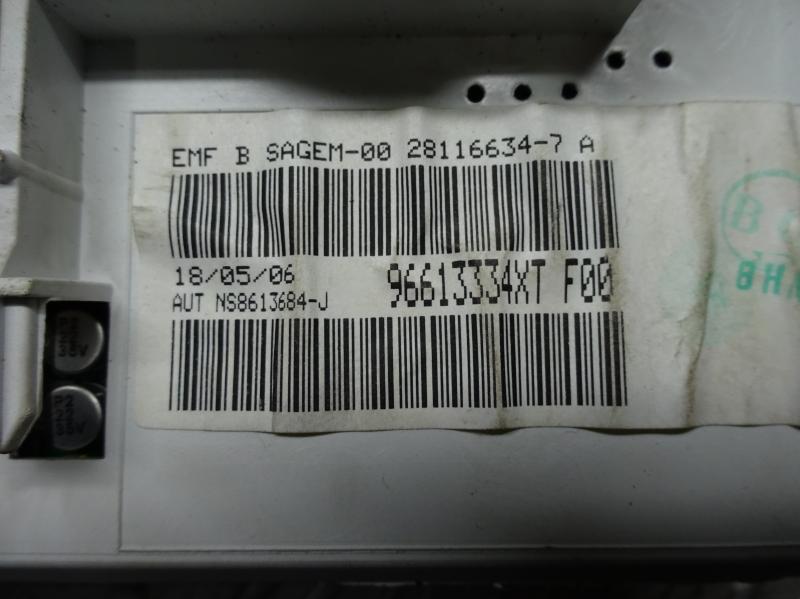 EMF B SAGEM-00 28116634-7 A
18/05/06
96613334XT F00
AUT NS8613684-J